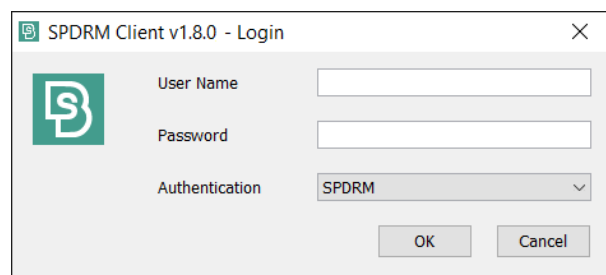 SPDRM Client v1.8.0 - Login
User Name
Password
Authentication SPDRM
OK Cancel